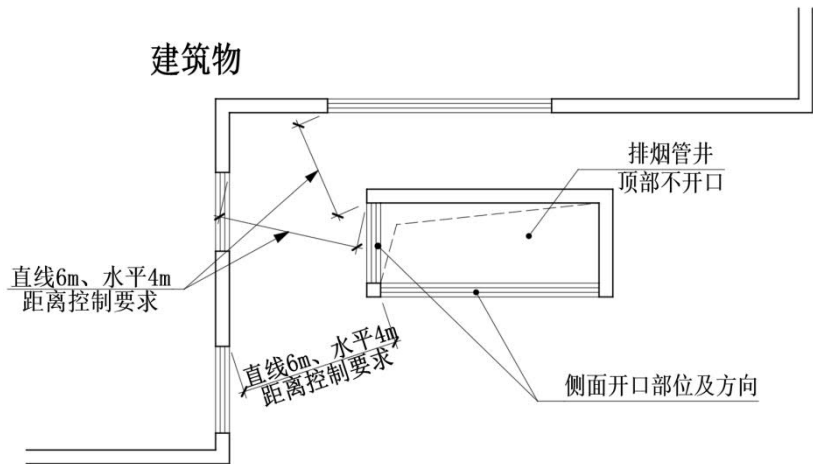 建筑物
排烟管井
顶部不开口
直线6m、水平4m
距离控制要求
直线6m、水平4m
距离控制要求
侧面开口部位及方向